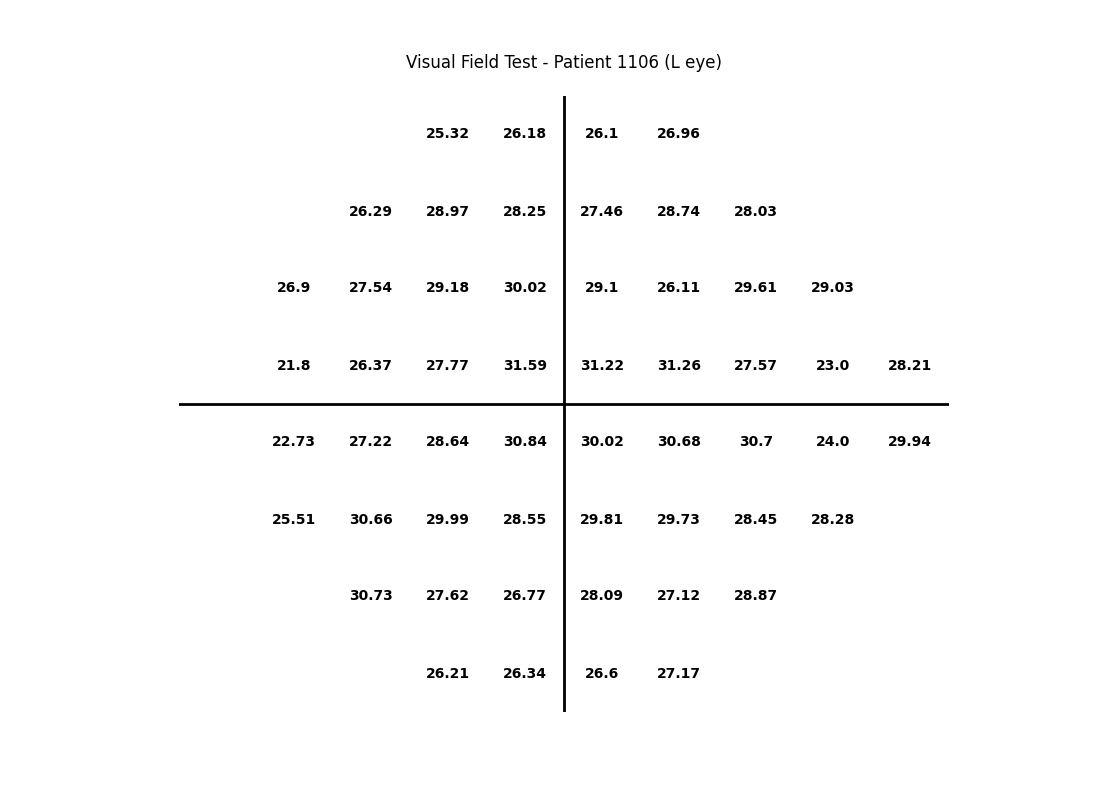 Visual Field Test - Patient 1106 (L eye)
25.32 26.18 26.1 26.96
26.29 28.97 28.25 27.46 28.74 28.03
26.9 27.54 29.18 30.02 29.1 26.11 29.61 29.03
21.8 26.37 27.77 31.59 31.22 31.26 27.57 23.0 28.21
22.73 27.22 28.64 30.84 30.02 30.68 30.7 24.0 29.94
25.51 30.66 29.99 28.55 29.81 29.73 28.45 28.28
30.73 27.62 26.77 28.09 27.12 28.87
26.21 26.34 26.6 27.17